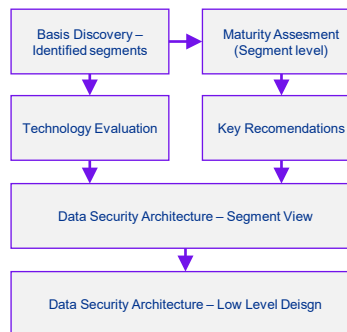 Basis Discovery –
Identified segments
Maturity Assesment
(Segment level)
Technology Evaluation
Key Recomendations
Data Security Architecture – Segment View
Data Security Architecture – Low Level Deisgn